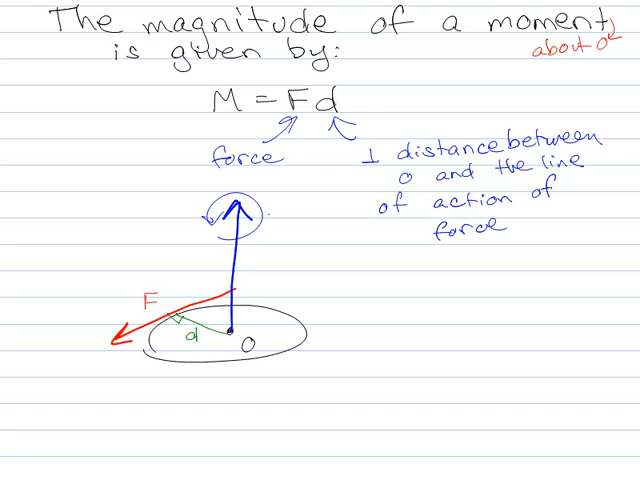 The magnitude of a moment
about O
is given by:
M = Fd
force
⊥ distance between
O and the line
of action of
force
F
d
O